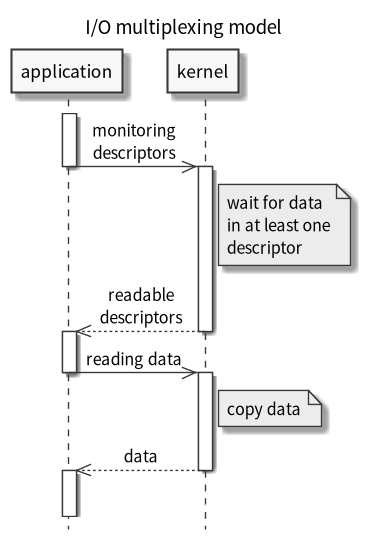 I/O multiplexing model
application
kernel
monitoring
descriptors
wait for data
in at least one
descriptor
readable
descriptors
reading data
copy data
data